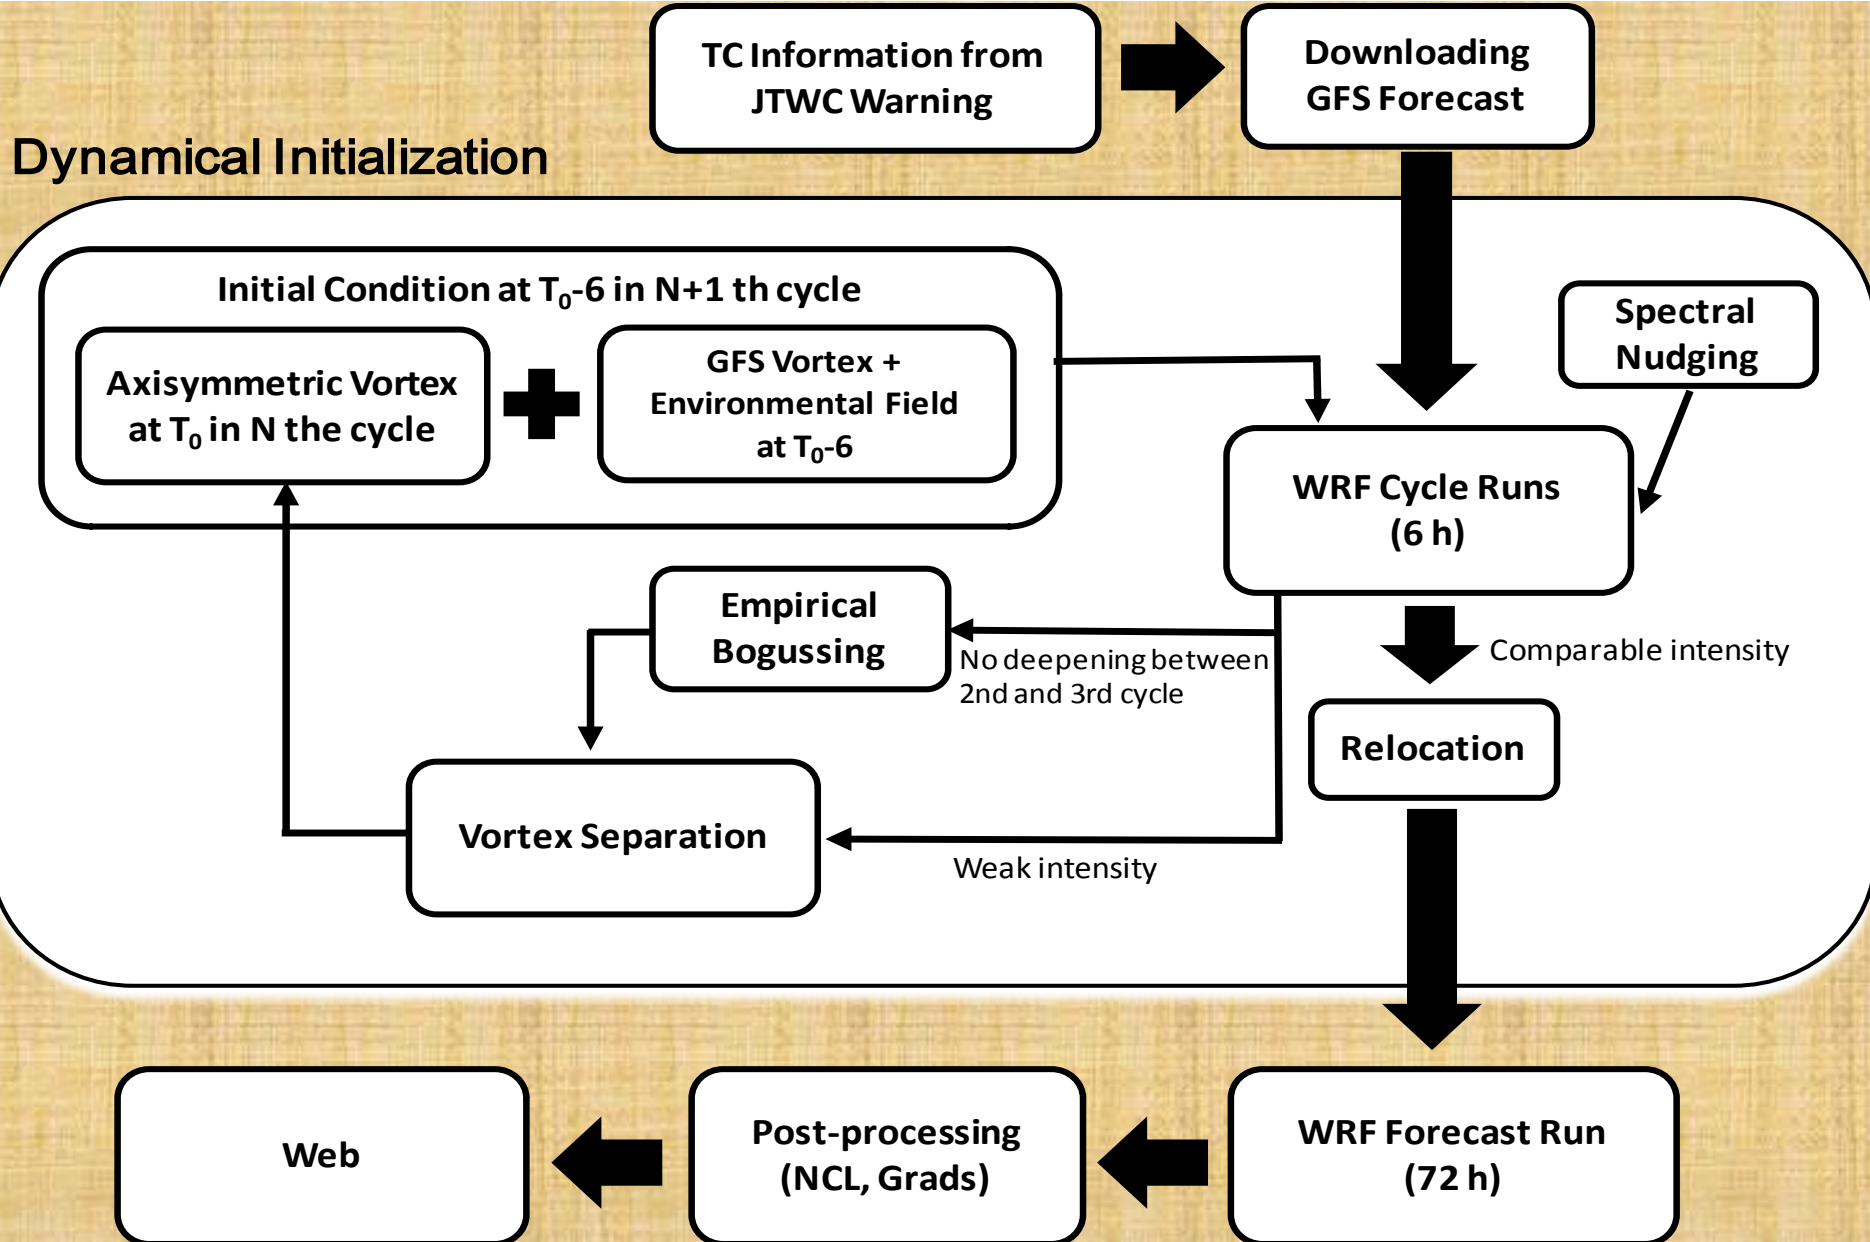 TC Information from
JTWC Warning
Downloading
GFS Forecast
Dynamical Initialization
Initial Condition at T₀-6 in N+1 th cycle
Axisymmetric Vortex
at T₀ in N the cycle
GFS Vortex +
Environmental Field
at T₀-6
Spectral
Nudging
WRF Cycle Runs
(6 h)
Empirical
Bogussing
No deepening between
2nd and 3rd cycle
Comparable intensity
Relocation
Vortex Separation
Weak intensity
Web
Post-processing
(NCL, Grads)
WRF Forecast Run
(72 h)